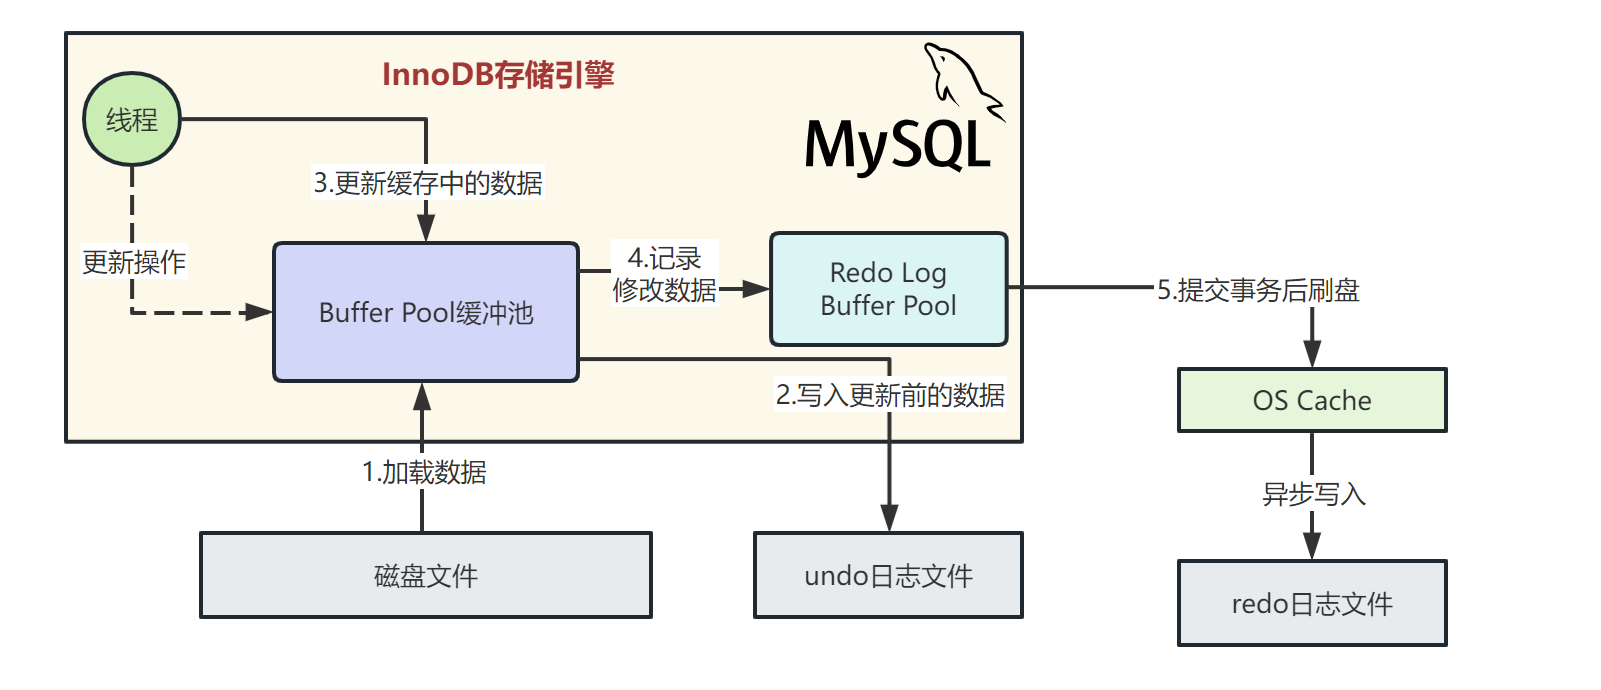 InnoDB存储引擎
MySQL
线程
3.更新缓存中的数据
更新操作
Buffer Pool缓冲池
4.记录
修改数据
Redo Log
Buffer Pool
5.提交事务后刷盘
2.写入更新前的数据
OS Cache
1.加载数据
异步写入
磁盘文件
undo日志文件
redo日志文件